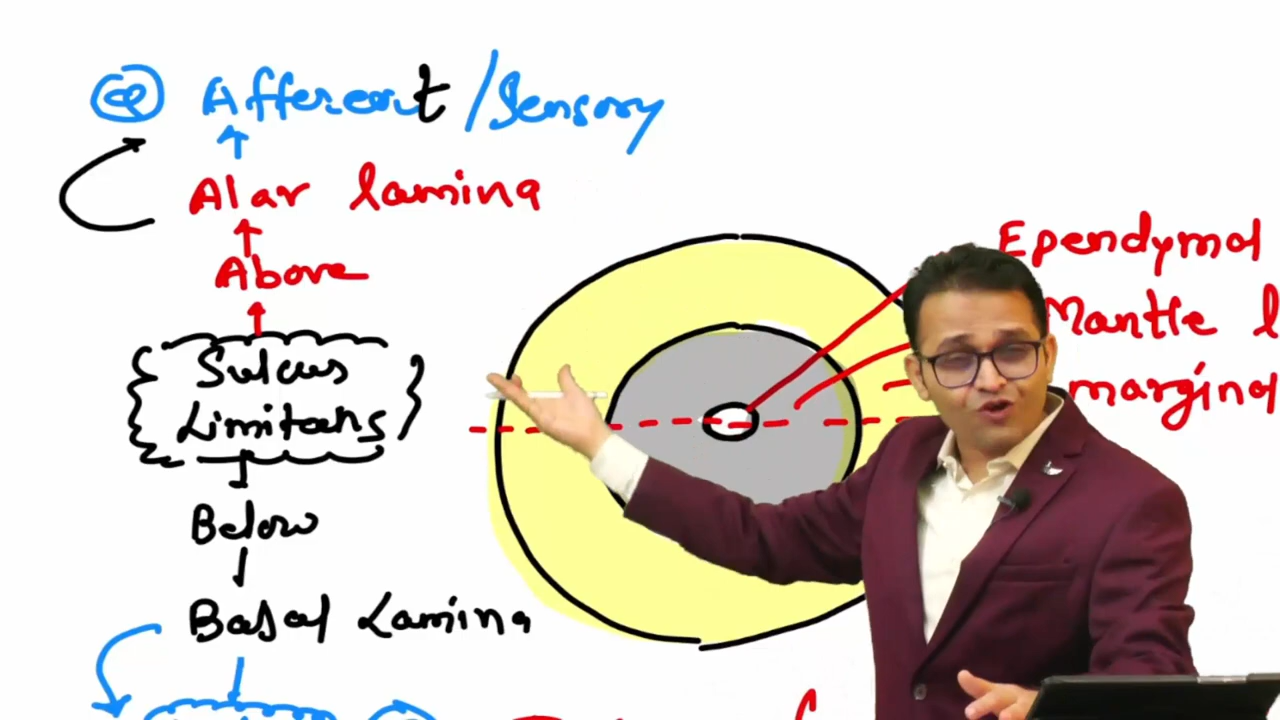 Afferent / Sensory
Alar lamina
Above
Sulcus
Limitans
Below
Basal Lamina
Ependymal
Mantle l
marginal